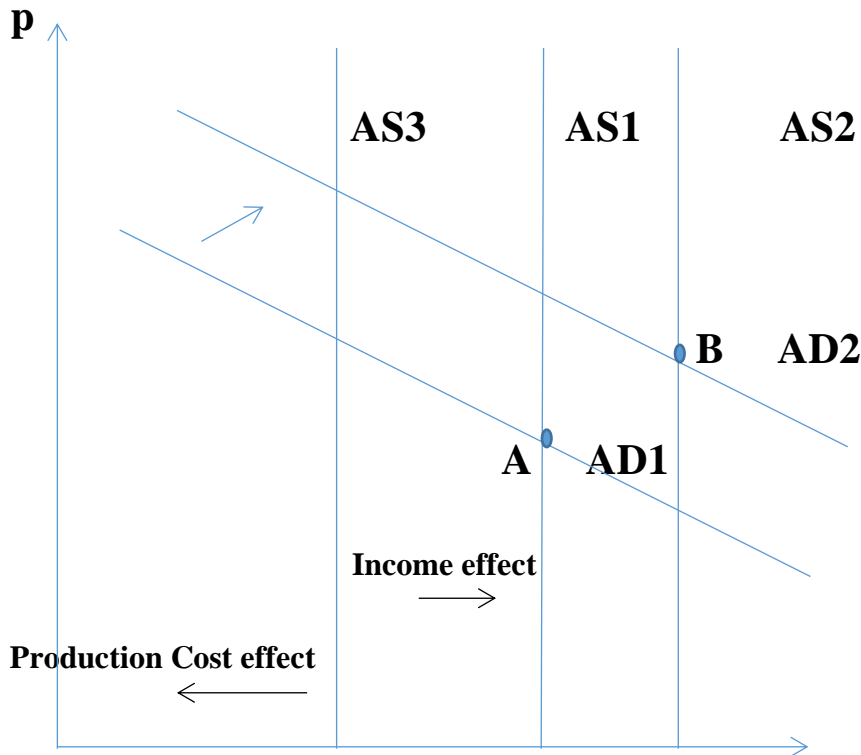 p
AS3 AS1 AS2
B AD2
A AD1
Income effect
Production Cost effect